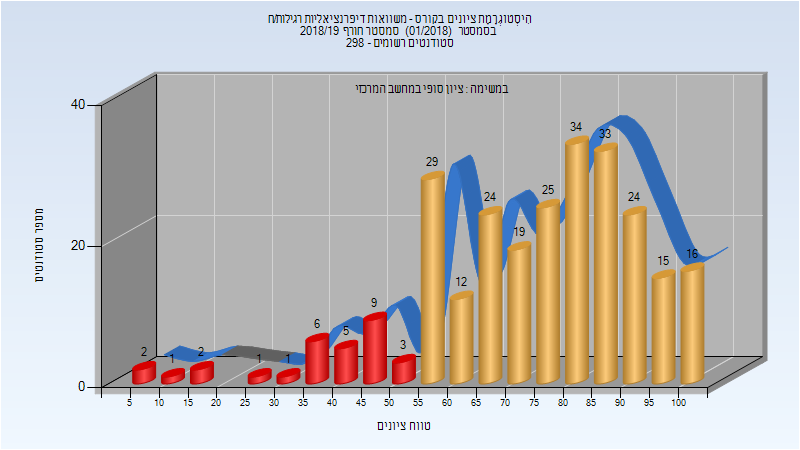 היסטוגרמת ציונים בקורס - משוואות דיפרנציאליות רגילות/ח
בסמסטר (01/2018) סמסטר חורף 2018/19
סטודנטים רשומים - 298
במשימה : ציון סופי במחשב המרכזי
מספר סטודנטים
40
20
0
2 1 2 1 1 6 5 9 3 29 12 24 19 25 34 33 24 15 16
5 10 15 20 25 30 35 40 45 50 55 60 65 70 75 80 85 90 95 100
טווח ציונים